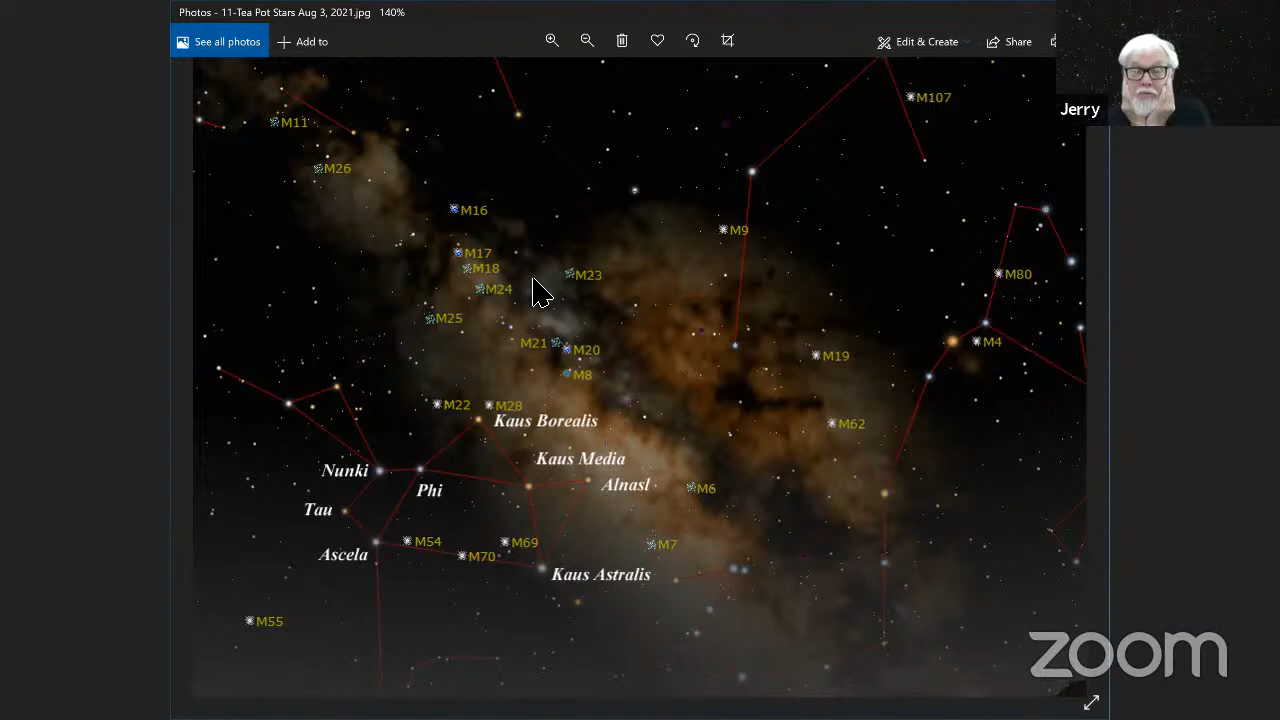 Photos - 11-Tea Pot Stars Aug 3, 2021.jpg 140%
See all photos
Add to
Edit & Create
Share
Jerry
M107
M11
M26
M16
M9
M17
M18
M23
M80
M24
M25
M21
M20
M4
M19
M8
M22
M28
Kaus Borealis
M62
Kaus Media
Nunki
Alnasl
Phi
M6
Tau
M54
M69
M7
Ascela
M70
Kaus Astralis
M55
zoom